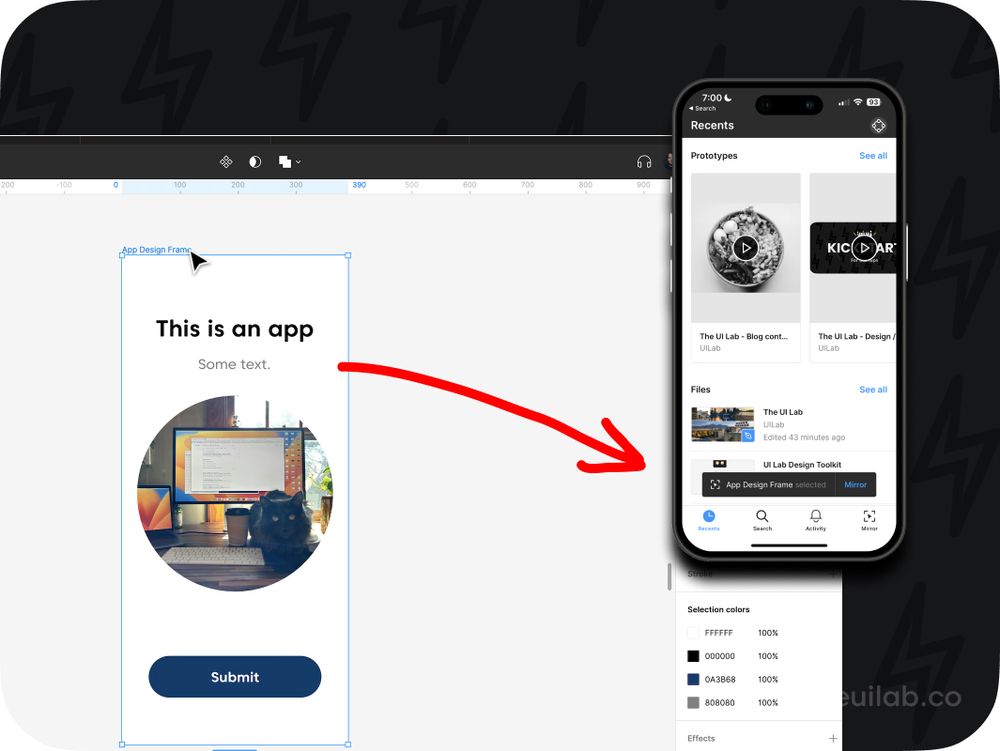 7:00
93
Search
Recents
Prototypes
See all
-100
0
100
200
300
390
500
600
700
800
900
App Design Frame
This is an app
Some text.
Submit
The UI Lab - Blog cont...
UILab
The UI Lab - Design /
UILab
Files
See all
The UI Lab
UILab
Edited 43 minutes ago
UI Lab Design Toolkit
App Design Frame selected
Mirror
Recents
Search
Activity
Mirror
Stroke
Selection colors
FFFFFF
100%
000000
100%
0A3B68
100%
808080
100%
euilab.co
Effects